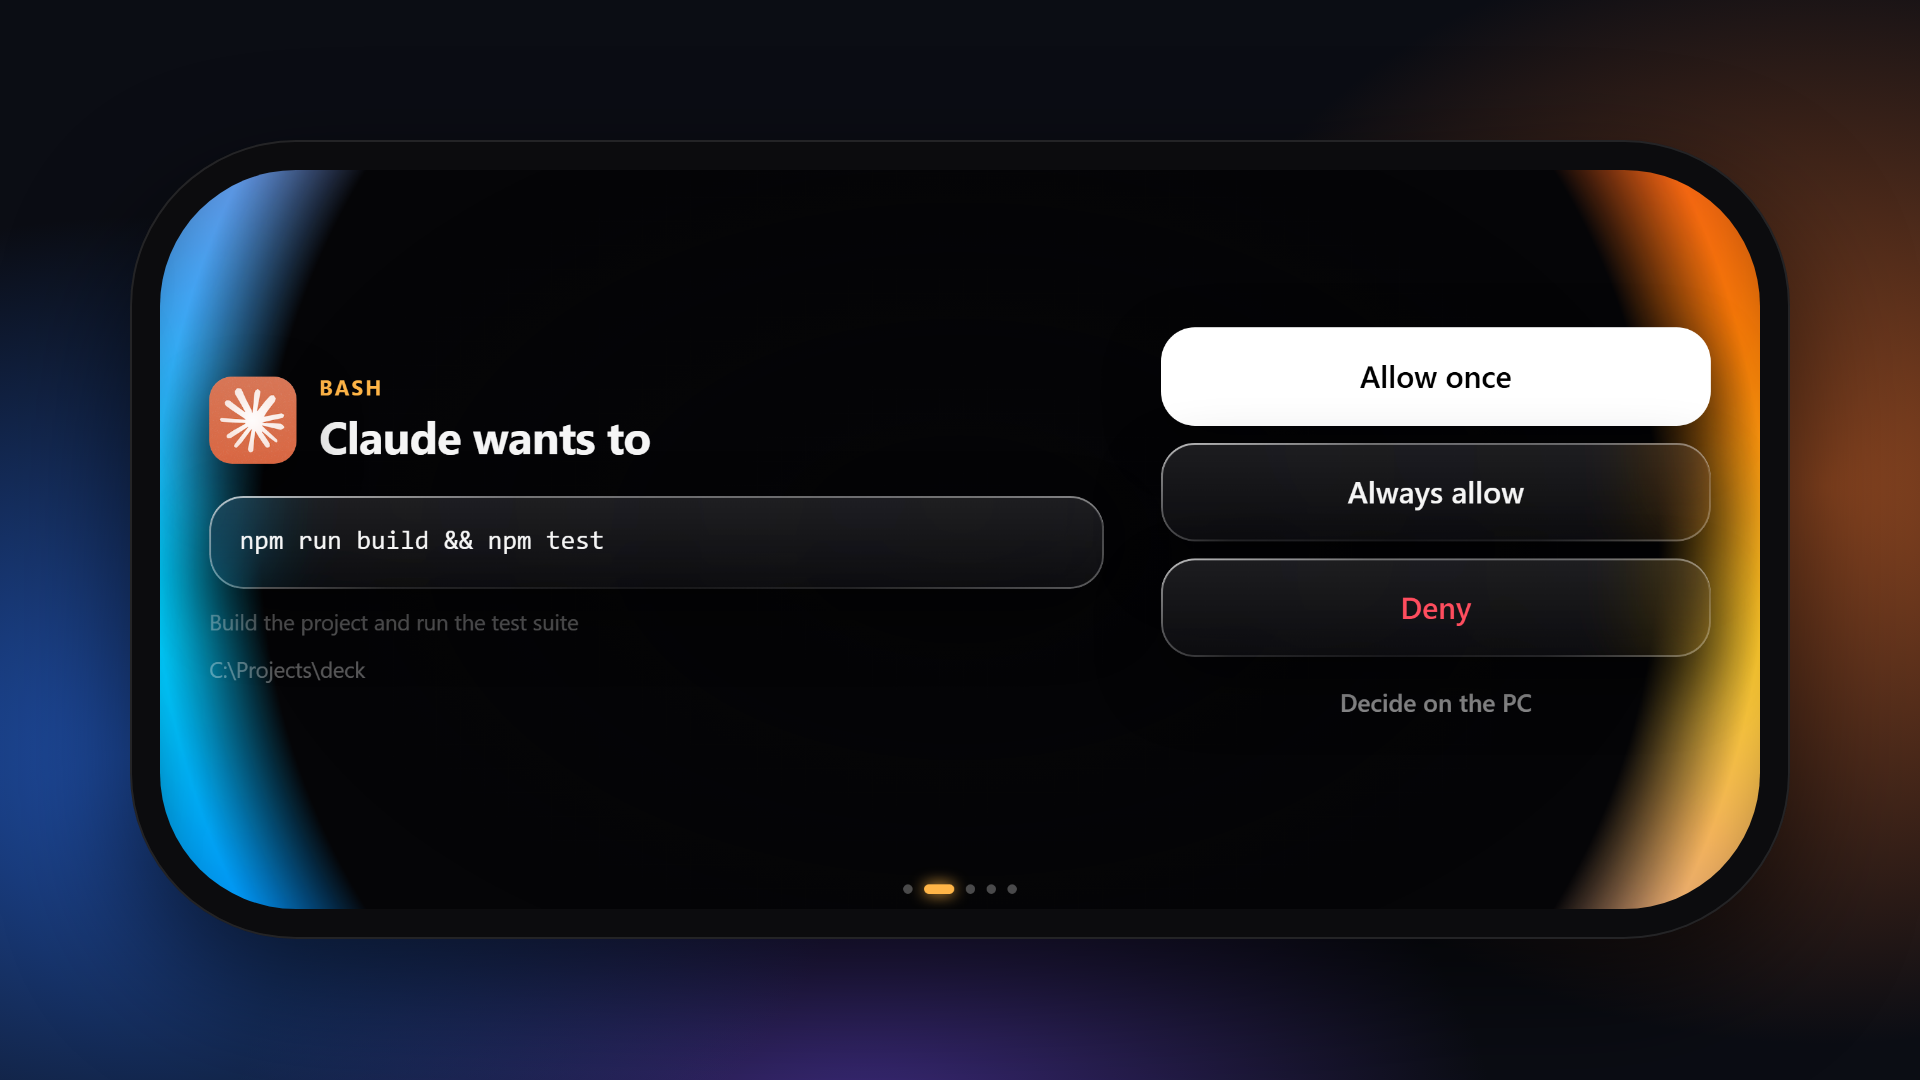 BASH
Claude wants to
npm run build && npm test
Build the project and run the test suite
C:\Projects\deck
Allow once
Always allow
Deny
Decide on the PC